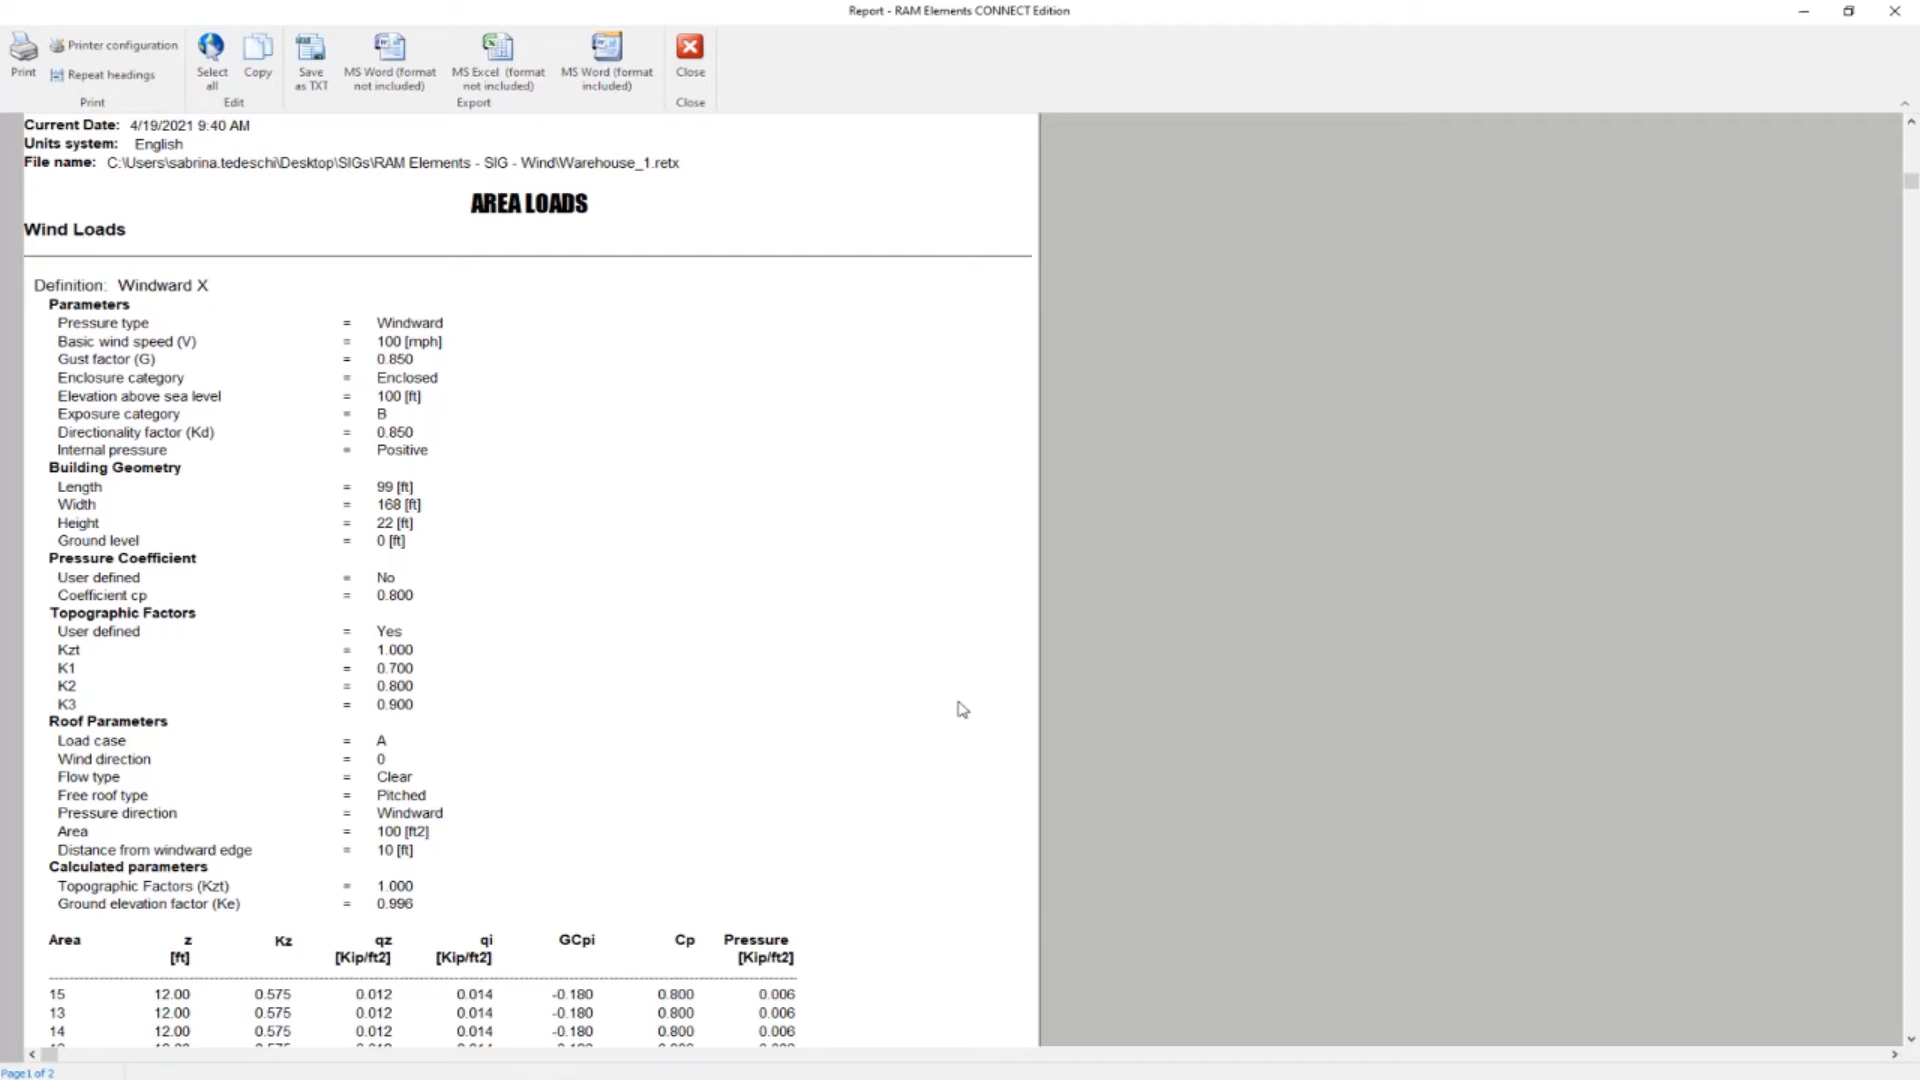 Report - RAM Elements CONNECT Edition
Print
Printer configuration
Repeat headings
Select all
Copy
Save as TXT
MS Word (format not included)
MS Excel (format not included)
MS Word (format included)
Close
Print
Edit
Export
Close
Current Date: 4/19/2021 9:40 AM
Units system: English
File name: C:\Users\sabrina.tedeschi\Desktop\SIGs\RAM Elements - SIG - Wind\Warehouse_1.retx
AREA LOADS
Wind Loads
Definition: Windward X
Parameters
Pressure type = Windward
Basic wind speed (V) = 100 [mph]
Gust factor (G) = 0.850
Enclosure category = Enclosed
Elevation above sea level = 100 [ft]
Exposure category = B
Directionality factor (Kd) = 0.850
Internal pressure = Positive
Building Geometry
Length = 99 [ft]
Width = 168 [ft]
Height = 22 [ft]
Ground level = 0 [ft]
Pressure Coefficient
User defined = No
Coefficient cp = 0.800
Topographic Factors
User defined = Yes
Kzt = 1.000
K1 = 0.700
K2 = 0.800
K3 = 0.900
Roof Parameters
Load case = A
Wind direction = 0
Flow type = Clear
Free roof type = Pitched
Pressure direction = Windward
Area = 100 [ft2]
Distance from windward edge = 10 [ft]
Calculated parameters
Topographic Factors (Kzt) = 1.000
Ground elevation factor (Ke) = 0.996
Area z Kz qz qi GCpi Cp Pressure
[ft] [Kip/ft2] [Kip/ft2] [Kip/ft2]
15 12.00 0.575 0.012 0.014 -0.180 0.800 0.006
13 12.00 0.575 0.012 0.014 -0.180 0.800 0.006
14 12.00 0.575 0.012 0.014 -0.180 0.800 0.006
Page1 of 2